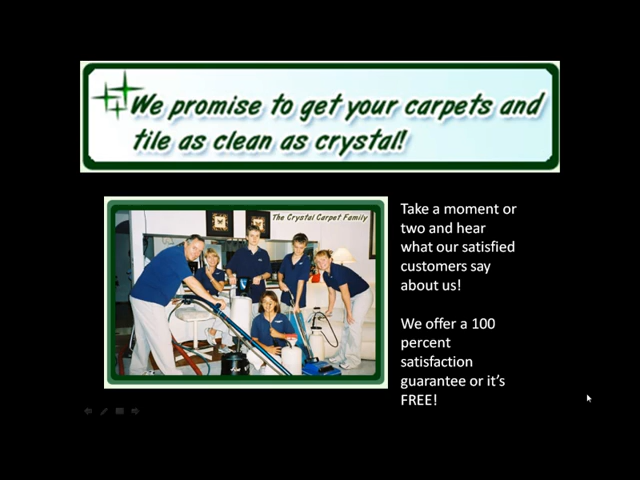 We promise to get your carpets and
tile as clean as crystal!
The Crystal Carpet Family
Take a moment or
two and hear
what our satisfied
customers say
about us!
We offer a 100
percent
satisfaction
guarantee or it’s
FREE!